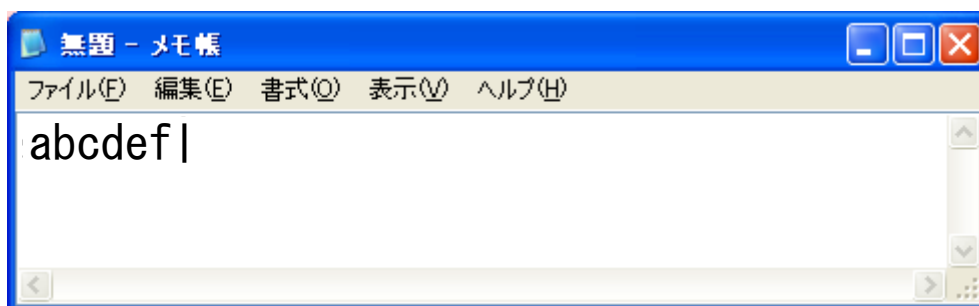 無題 - メモ帳
ファイル(F) 編集(E) 書式(O) 表示(V) ヘルプ(H)
abcdef